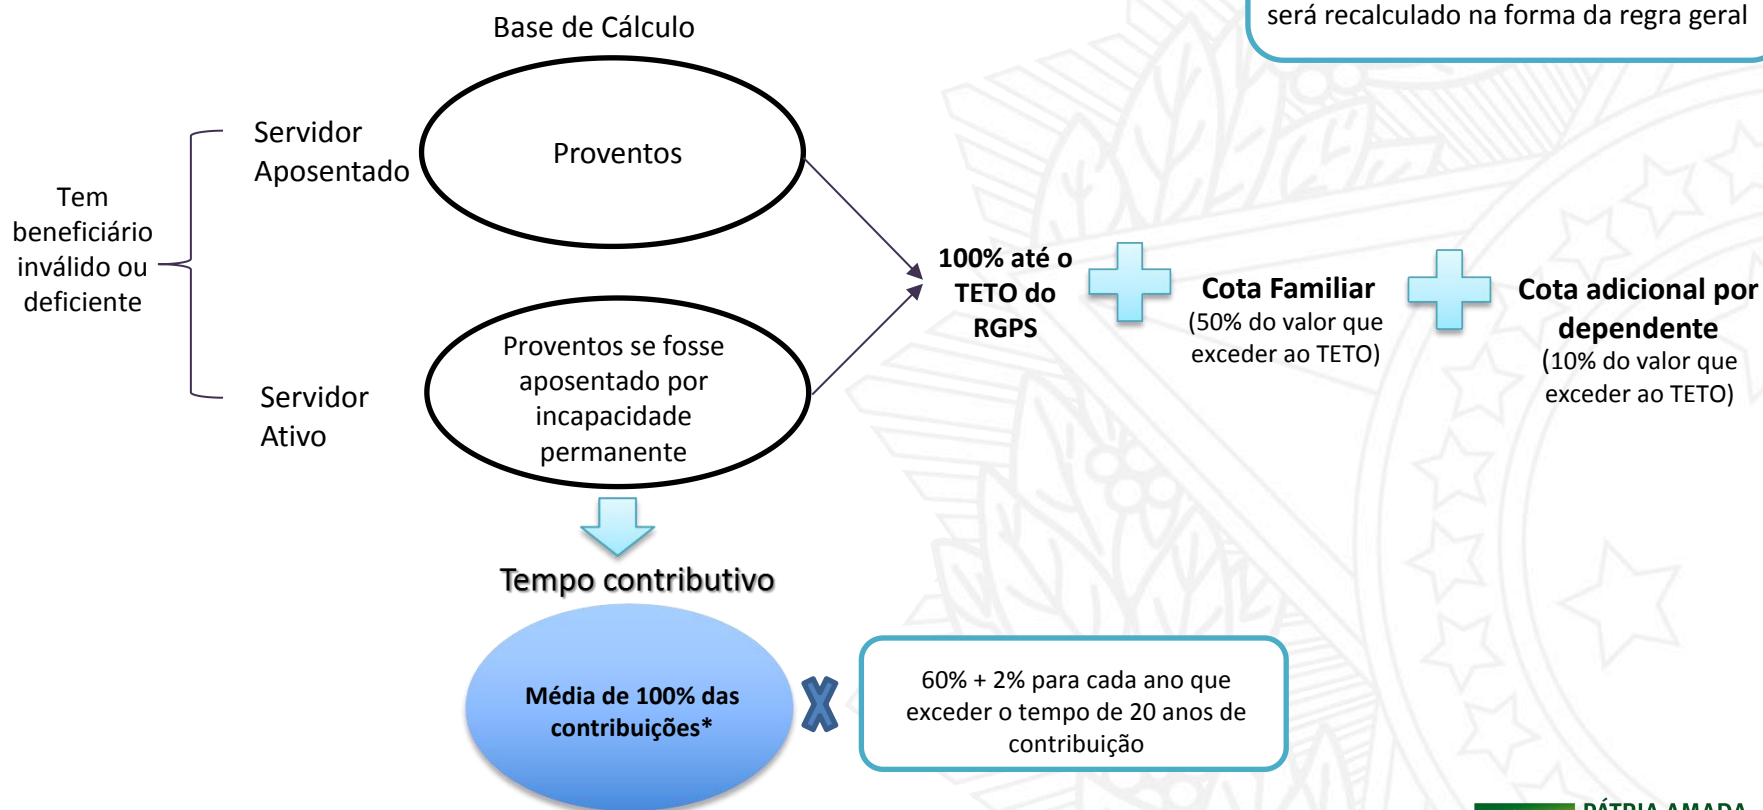 será recalculado na forma da regra geral
Base de Cálculo
Tem
beneficiário
inválido ou
deficiente
Servidor
Aposentado
Proventos
Servidor
Ativo
Proventos se fosse
aposentado por
incapacidade
permanente
100% até o
TETO do
RGPS
Cota Familiar
(50% do valor que
exceder ao TETO)
Cota adicional por
dependente
(10% do valor que
exceder ao TETO)
Tempo contributivo
Média de 100% das
contribuições*
X
60% + 2% para cada ano que
exceder o tempo de 20 anos de
contribuição
PÁTRIA AMADA